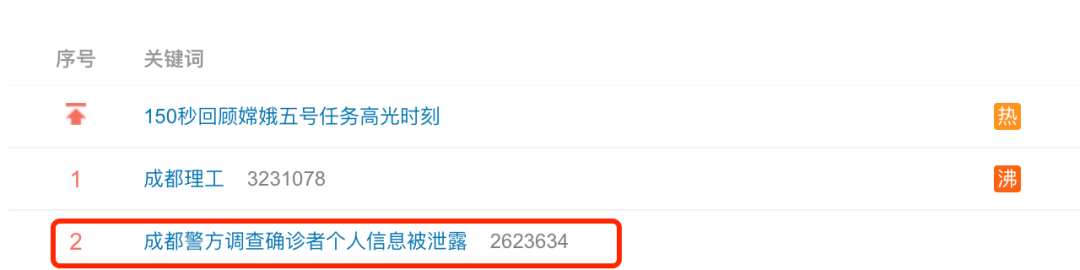 序号 关键词
150秒回顾嫦娥五号任务高光时刻 热
1 成都理工 3231078 沸
2 成都警方调查确诊者个人信息被泄露 2623634